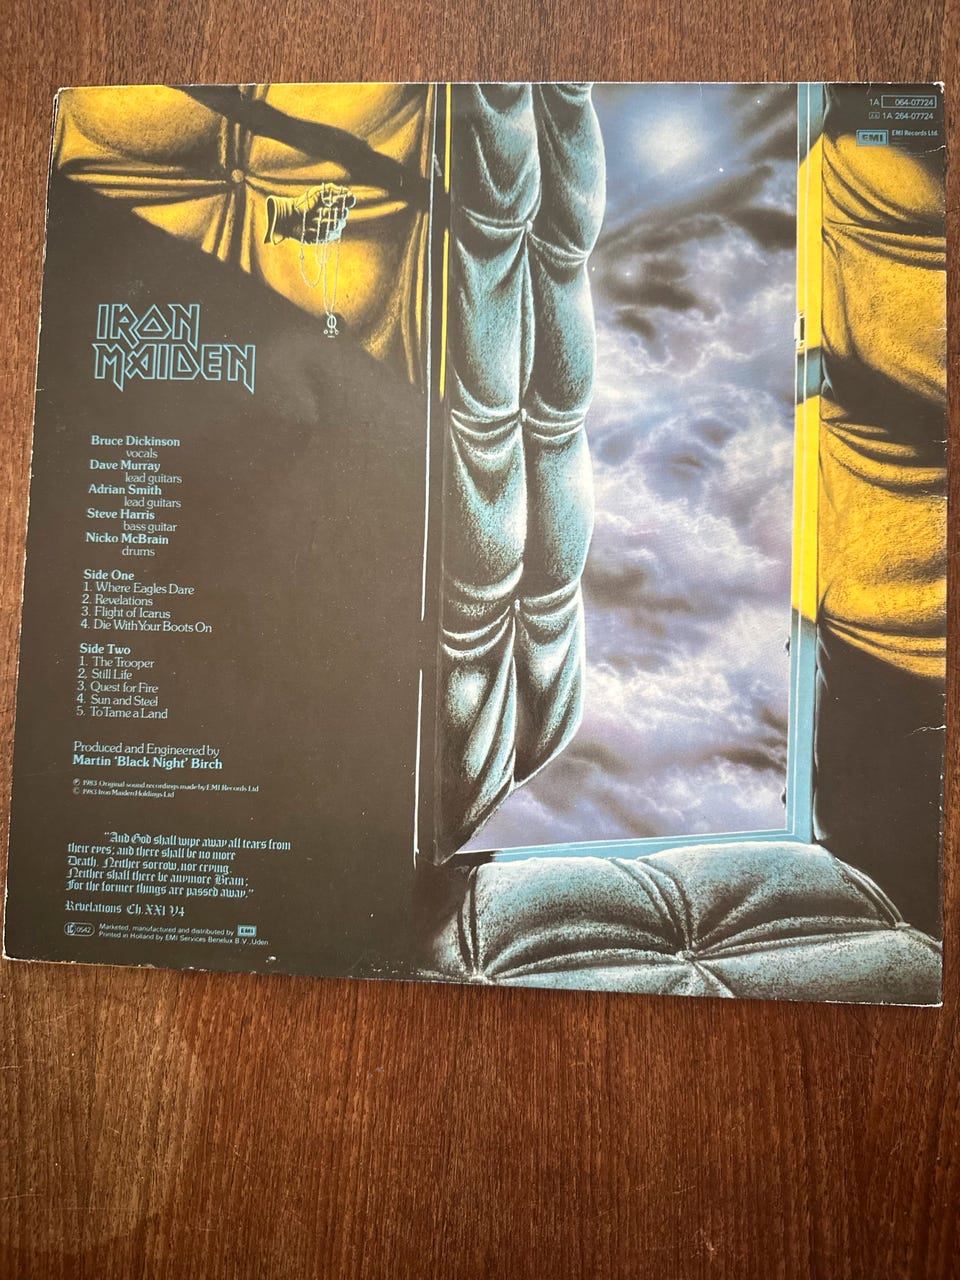 1A 064-07724
1A 264-07724
EMI EMI Records Ltd.
IRON
MAIDEN
Bruce Dickinson
vocals
Dave Murray
lead guitars
Adrian Smith
lead guitars
Steve Harris
bass guitar
Nicko McBrain
drums
Side One
1. Where Eagles Dare
2. Revelations
3. Flight of Icarus
4. Die With Your Boots On
Side Two
1. The Trooper
2. Still Life
3. Quest for Fire
4. Sun and Steel
5. To Tame a Land
Produced and Engineered by
Martin ‘Black Night’ Birch
℗ 1983 Original sound recordings made by EMI Records Ltd
© 1983 Iron Maiden Holdings Ltd
“And God shall wipe away all tears from
their eyes; and there shall be no more
Death. Neither sorrow, nor crying.
Neither shall there be anymore Brain;
For the former things are passed away.”
Revelations Ch. XXI V4
LC 0542 Marketed, manufactured and distributed by EMI
Printed in Holland by EMI Services Benelux B.V., Uden